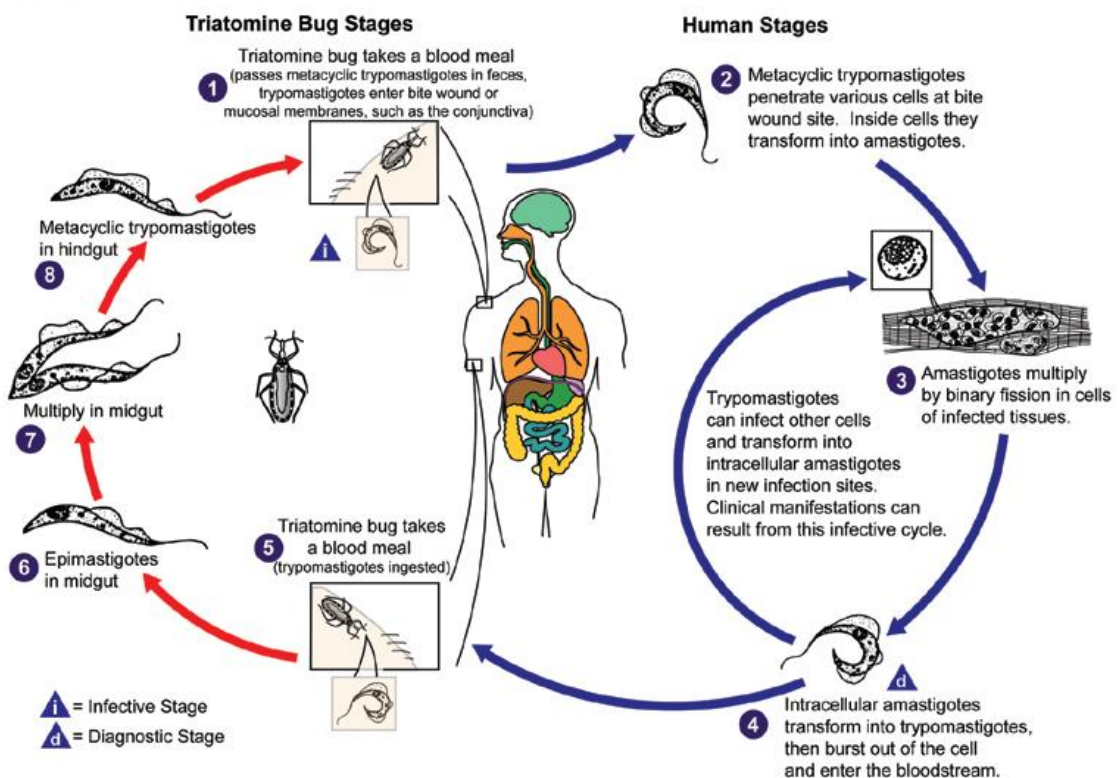 Triatomine Bug Stages
Human Stages
Triatomine bug takes a blood meal
(passes metacyclic trypomastigotes in feces,
trypomastigotes enter bite wound or
mucosal membranes, such as the conjunctiva)
1
i
2
Metacyclic trypomastigotes
penetrate various cells at bite
wound site. Inside cells they
transform into amastigotes.
3
Amastigotes multiply
by binary fission in cells
of infected tissues.
Trypomastigotes
can infect other cells
and transform into
intracellular amastigotes
in new infection sites.
Clinical manifestations can
result from this infective cycle.
d
4
Intracellular amastigotes
transform into trypomastigotes,
then burst out of the cell
and enter the bloodstream.
5
Triatomine bug takes
a blood meal
(trypomastigotes ingested)
6
Epimastigotes
in midgut
Multiply in midgut
7
Metacyclic trypomastigotes
in hindgut
8
i = Infective Stage
d = Diagnostic Stage